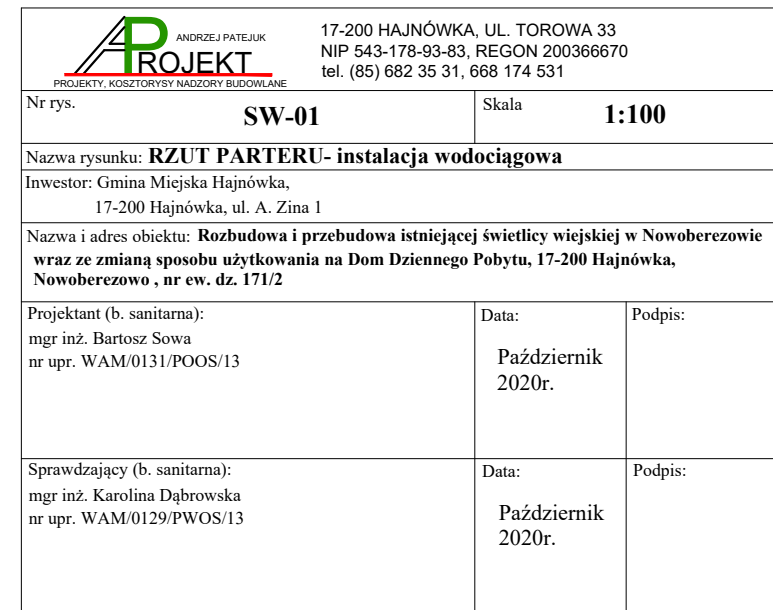 ANDRZEJ PATEJUK
PROJEKT
PROJEKTY, KOSZTORYSY NADZORY BUDOWLANE
17-200 HAJNÓWKA, UL. TOROWA 33
NIP 543-178-93-83, REGON 200366670
tel. (85) 682 35 31, 668 174 531
Nr rys.
SW-01
Skala
1:100
Nazwa rysunku: RZUT PARTERU- instalacja wodociągowa
Inwestor: Gmina Miejska Hajnówka,
17-200 Hajnówka, ul. A. Zina 1
Nazwa i adres obiektu: Rozbudowa i przebudowa istniejącej świetlicy wiejskiej w Nowoberezowie
wraz ze zmianą sposobu użytkowania na Dom Dziennego Pobytu, 17-200 Hajnówka,
Nowoberezowo , nr ew. dz. 171/2
Projektant (b. sanitarna):
mgr inż. Bartosz Sowa
nr upr. WAM/0131/POOS/13
Data:
Październik
2020r.
Podpis:
Sprawdzający (b. sanitarna):
mgr inż. Karolina Dąbrowska
nr upr. WAM/0129/PWOS/13
Data:
Październik
2020r.
Podpis: